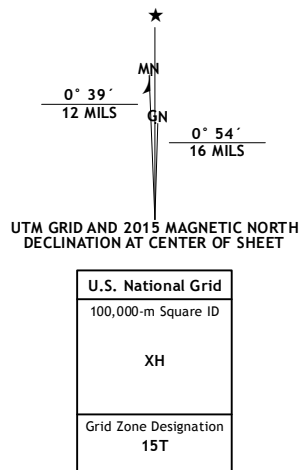 ★
MN
0° 39´
12 MILS
GN
0° 54´
16 MILS
UTM GRID AND 2015 MAGNETIC NORTH
DECLINATION AT CENTER OF SHEET
U.S. National Grid
100,000-m Square ID
XH
Grid Zone Designation
15T